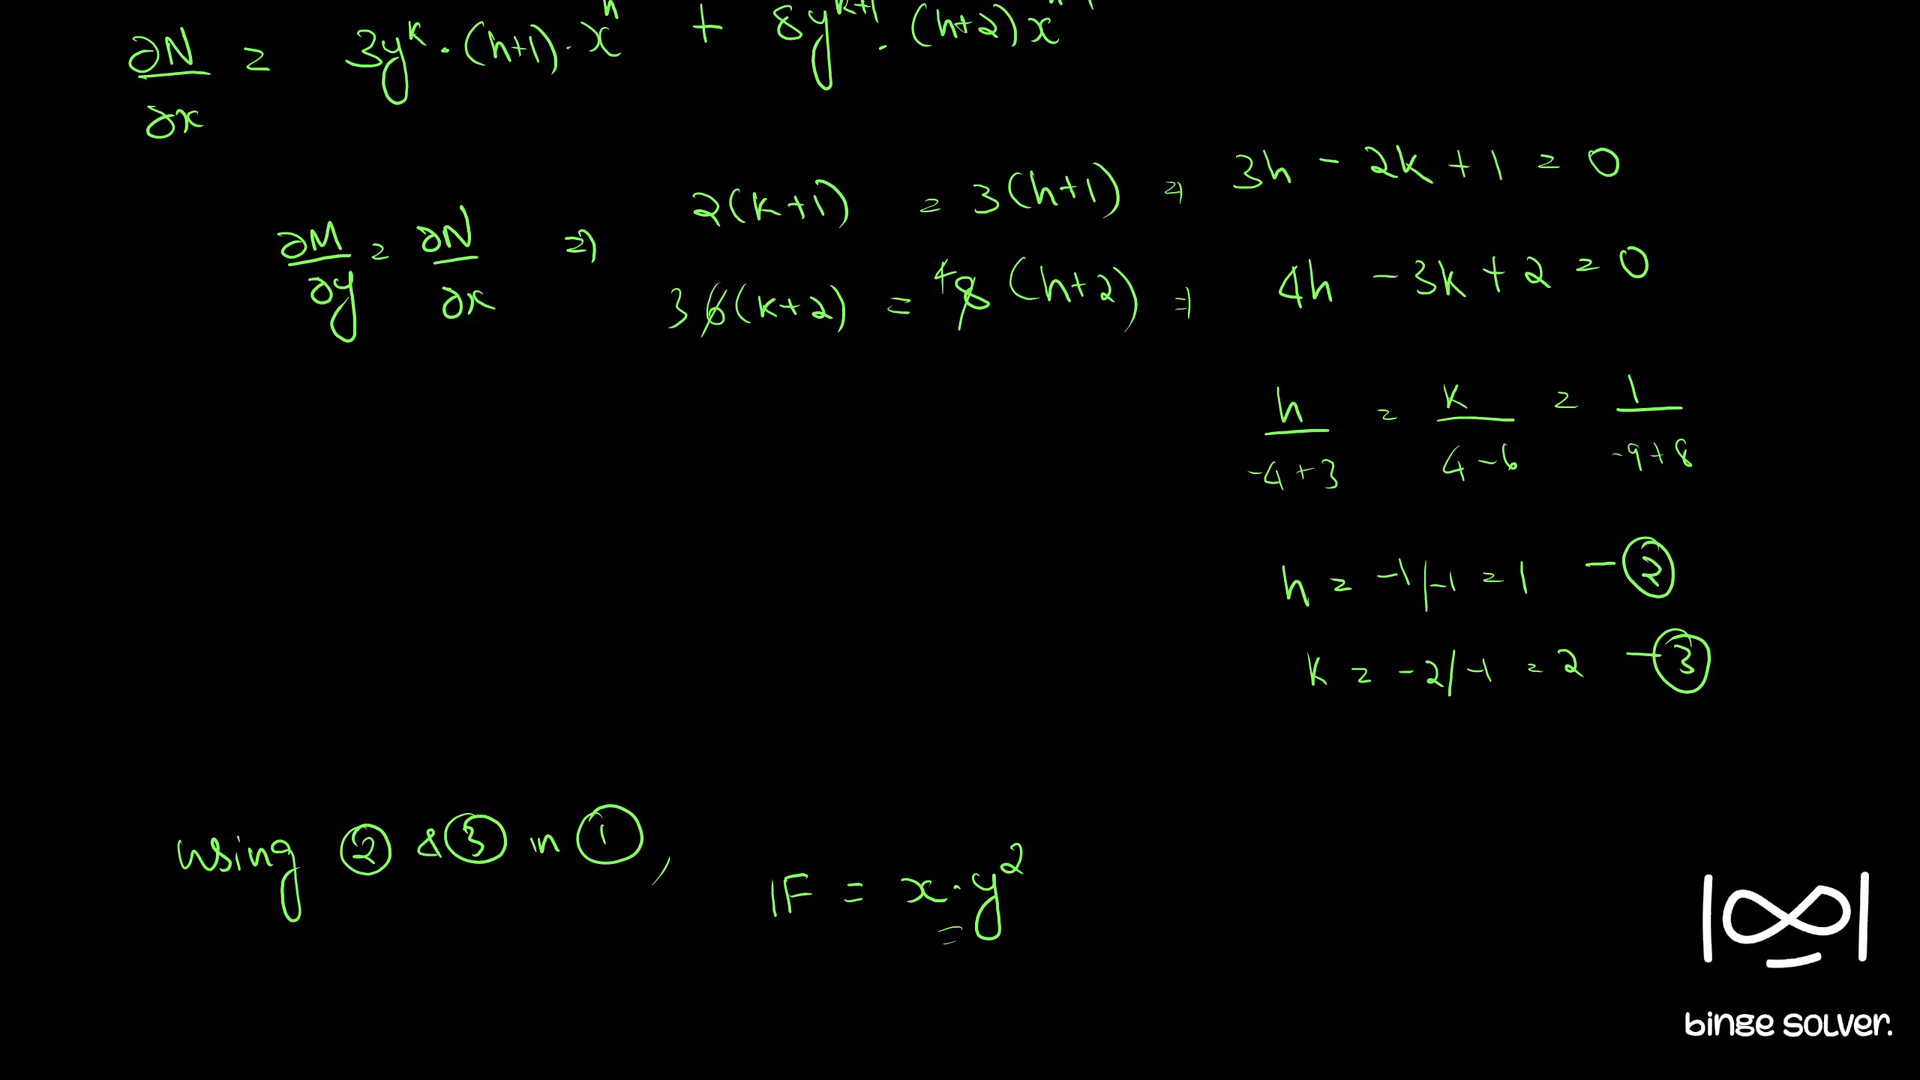 ∂N/∂x = 3y^k · (h+1) · x^h + 8y^(k+1) · (h+2) x
2(k+1) = 3(h+1) ⇒ 3h - 2k + 1 = 0
∂M/∂y = ∂N/∂x ⇒
3 6(k+2) = 4 8 (h+2) ⇒ 4h - 3k + 2 = 0
h/(-4+3) = k/(4-6) = 1/(-9+8)
h = -1/-1 = 1 - ②
k = -2/-1 = 2 - ③
using ② & ③ in ①,
IF = x · y^2
binge solver.